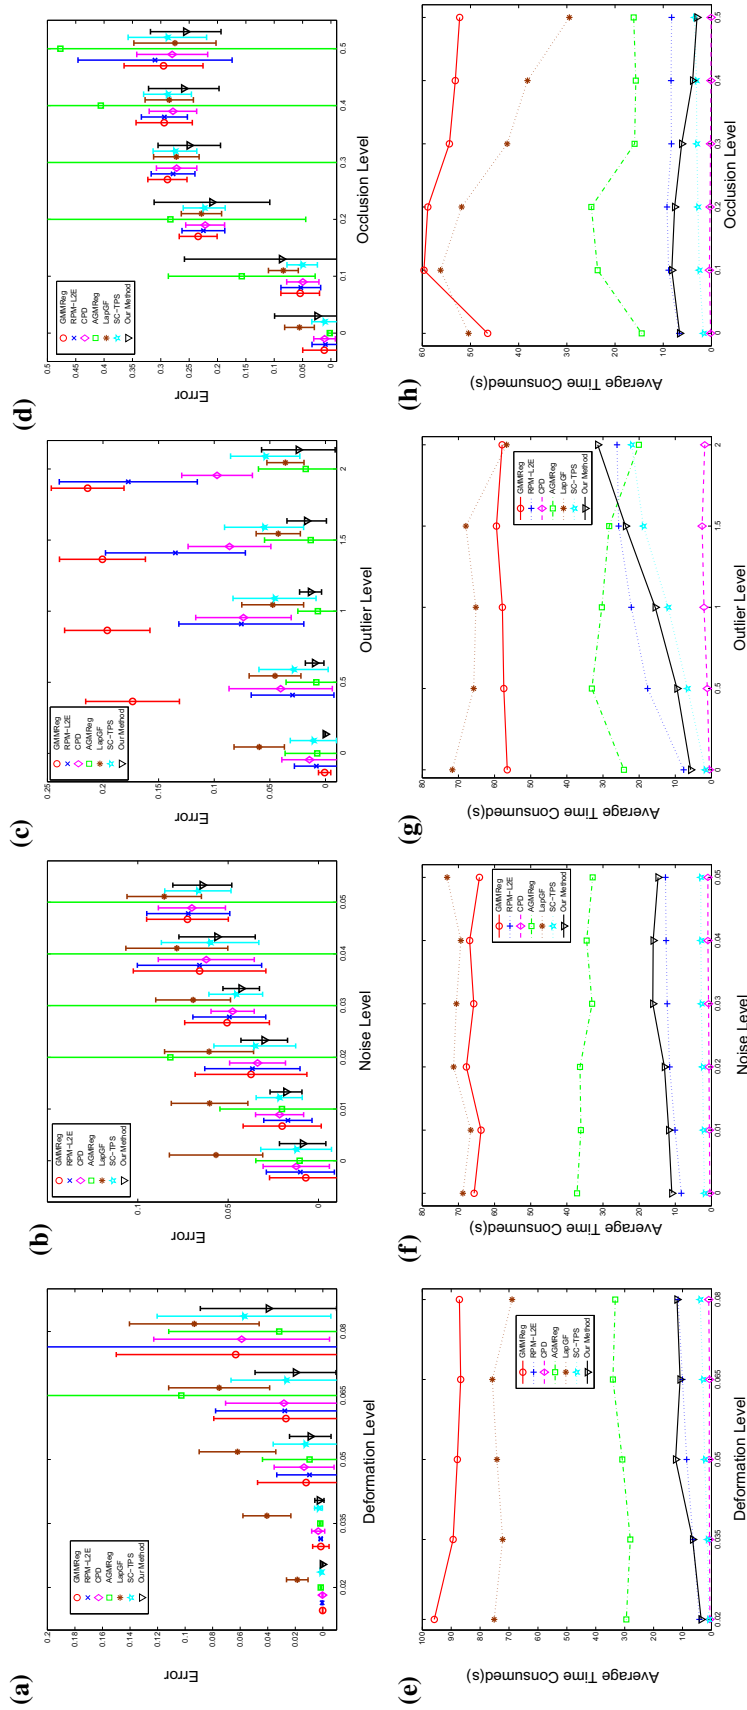 (a)
Error
0.2
0.18
0.16
0.14
0.12
0.1
0.08
0.06
0.04
0.02
0
GMMReg
RPM-L2E
CPD
AGMReg
LapGF
SC-TPS
Our Method
0.02
0.035
0.05
0.065
0.08
Deformation Level
(b)
Error
0.1
0.05
0
GMMReg
RPM-L2E
CPD
AGMReg
LapGF
SC-TPS
Our Method
0
0.01
0.02
0.03
0.04
0.05
Noise Level
(c)
Error
0.25
0.2
0.15
0.1
0.05
0
GMMReg
RPM-L2E
CPD
AGMReg
LapGF
SC-TPS
Our Method
0
0.5
1
1.5
2
Outlier Level
(d)
Error
0.5
0.45
0.4
0.35
0.3
0.25
0.2
0.15
0.1
0.05
0
GMMReg
RPM-L2E
CPD
AGMReg
LapGF
SC-TPS
Our Method
0
0.1
0.2
0.3
0.4
0.5
Occlusion Level
(e)
Average Time Consumed(s)
100
90
80
70
60
50
40
30
20
10
0
GMMReg
RPM-L2E
CPD
AGMReg
LapGF
SC-TPS
Our Method
0.02
0.035
0.05
0.065
0.08
Deformation Level
(f)
Average Time Consumed(s)
80
70
60
50
40
30
20
10
0
GMMReg
RPM-L2E
CPD
AGMReg
LapGF
SC-TPS
Our Method
0
0.01
0.02
0.03
0.04
0.05
Noise Level
(g)
Average Time Consumed(s)
80
70
60
50
40
30
20
10
0
GMMReg
RPM-L2E
CPD
AGMReg
LapGF
SC-TPS
Our Method
0
0.5
1
1.5
2
Outlier Level
(h)
Average Time Consumed(s)
60
50
40
30
20
10
0
GMMReg
RPM-L2E
CPD
AGMReg
LapGF
SC-TPS
Our Method
0
0.1
0.2
0.3
0.4
0.5
Occlusion Level